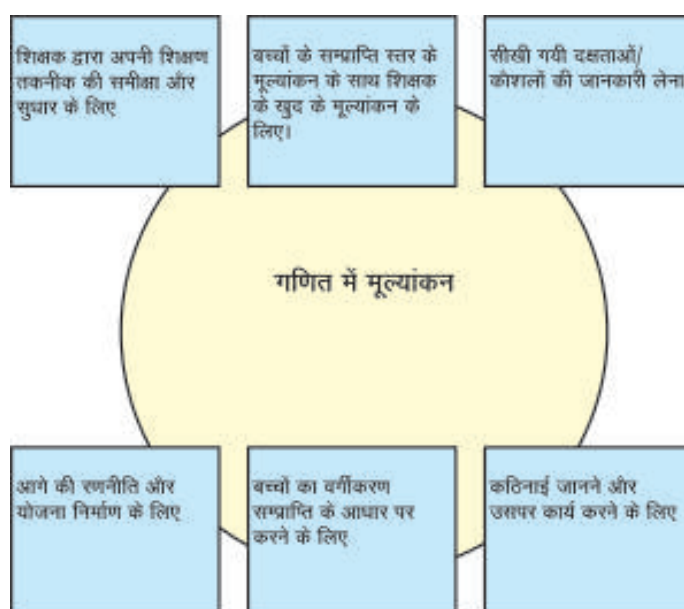 शिक्षक द्वारा अपनी शिक्षण
तकनीक की समीक्षा और
सुधार के लिए
बच्चों के सम्प्राप्ति स्तर के
मूल्यांकन के साथ शिक्षक
के खुद के मूल्यांकन के
लिए।
सीखी गयी दक्षताओं/
कौशलों की जानकारी लेना
गणित में मूल्यांकन
आगे की रणनीति और
योजना निर्माण के लिए
बच्चों का वर्गीकरण
सम्प्राप्ति के आधार पर
करने के लिए
कठिनाई जानने और
उसपर कार्य करने के लिए